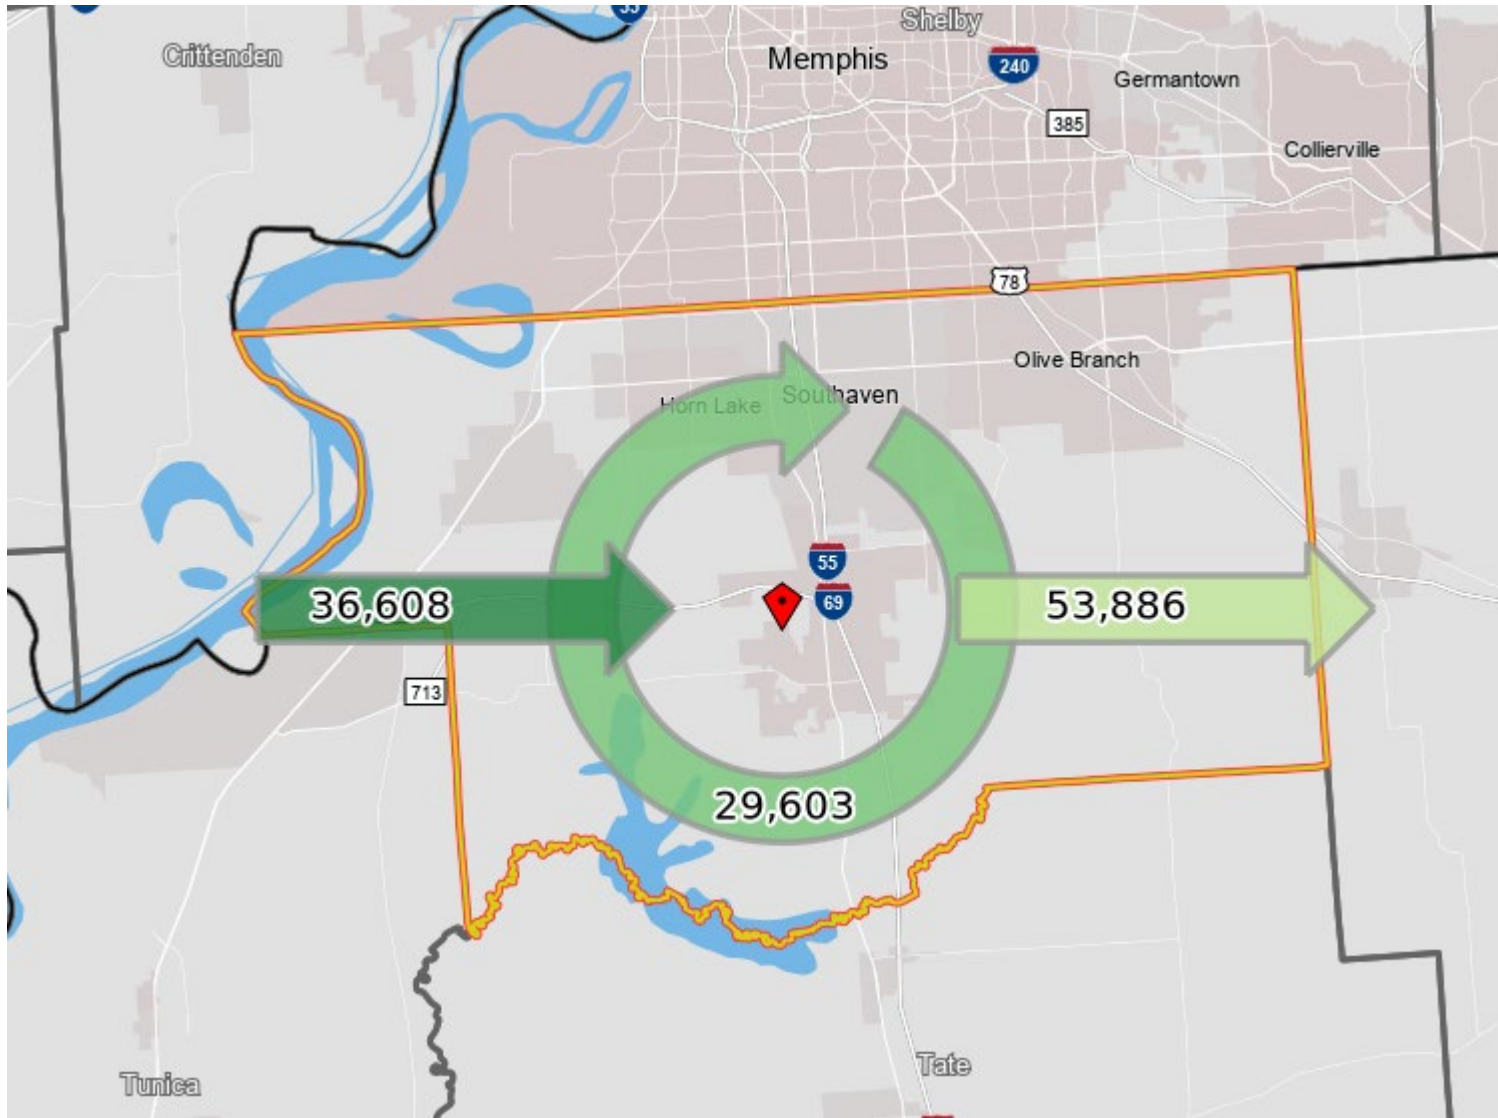 Shelby
55
Crittenden
Memphis
240
Germantown
385
Collierville
78
Olive Branch
Southaven
Horn Lake
55
69
36,608
53,886
713
29,603
Tate
Tunica